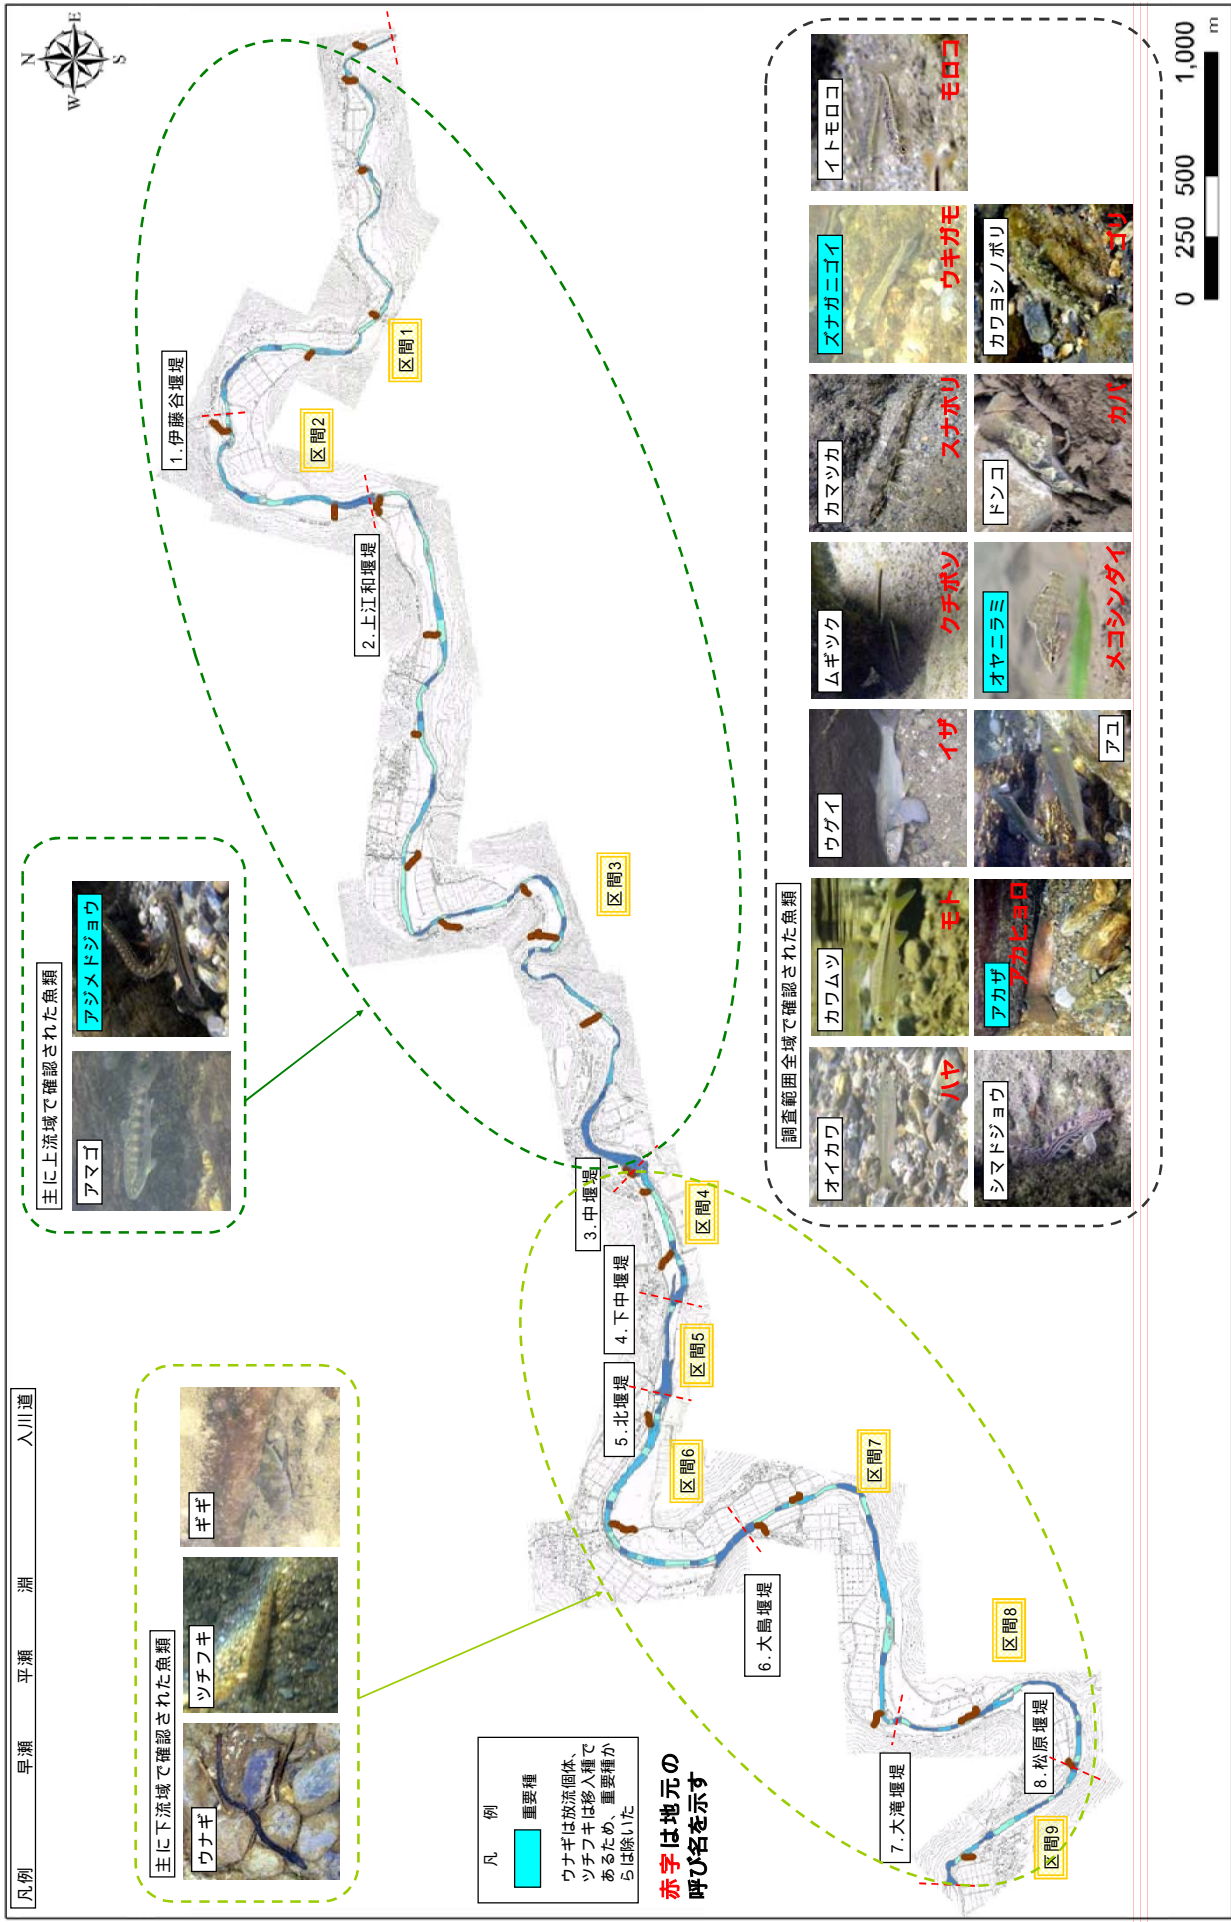 凡例 早瀬 平瀬 淵 入川道
N
W
E
S
主に下流域で確認された魚類
ウナギ
ツチフキ
ギギ
主に上流域で確認された魚類
アマゴ
アジメドジョウ
1.伊藤谷堰堤
2.上江和堰堤
3.中堰堤
4.下中堰堤
5.北堰堤
6.大島堰堤
7.大滝堰堤
8.松原堰堤
区間1
区間2
区間3
区間4
区間5
区間6
区間7
区間8
区間9
凡 例
重要種
ウナギは放流個体、
ツチフキは移入種で
あるため、重要種か
らは除いた
赤字は地元の
呼び名を示す
調査範囲全域で確認された魚類
オイカワ
ハヤ
カワムツ
モト
ウグイ
イザ
ムギツク
クチボソ
カマツカ
スナホリ
ズナガニゴイ
ウキガモ
イトモロコ
モロコ
シマドジョウ
アカザ
アカヒョロ
アユ
オヤニラミ
メコシンダイ
ドンコ
カバ
カワヨシノボリ
ゴリ
0 250 500 1,000
m